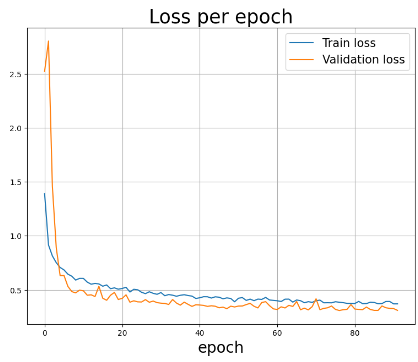 Loss per epoch
Train loss
Validation loss
2.5
2.0
1.5
1.0
0.5
0 20 40 60 80
epoch